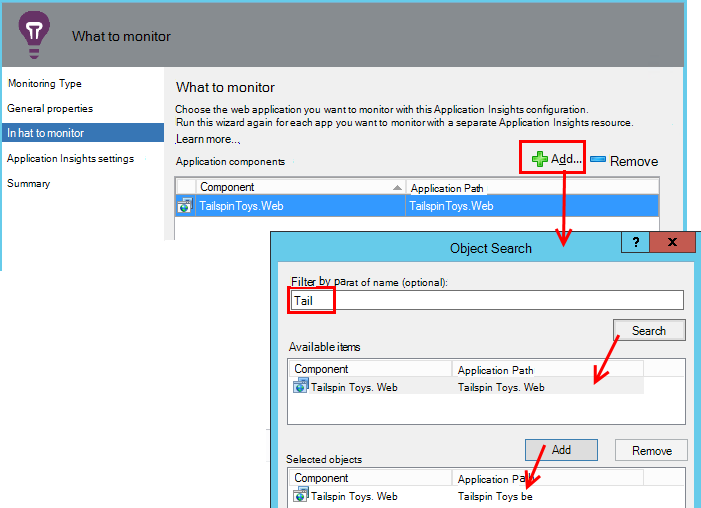 What to monitor
Monitoring Type
General properties
In hat to monitor
Application Insights settings
Summary
What to monitor
Choose the web application you want to monitor with this Application Insights configuration.
Run this wizard again for each app you want to monitor with a separate Application Insights resource.
Learn more...
Application components
Add... Remove
Component Application Path
TailspinToys.Web TailspinToys.Web
Object Search ? X
Filter by parat of name (optional):
Tail
Search
Available items
Component Application Path
Tailspin Toys. Web Tailspin Toys. Web
Add Remove
Selected objects
Component Application Path
Tailspin Toys. Web Tailspin Toys be